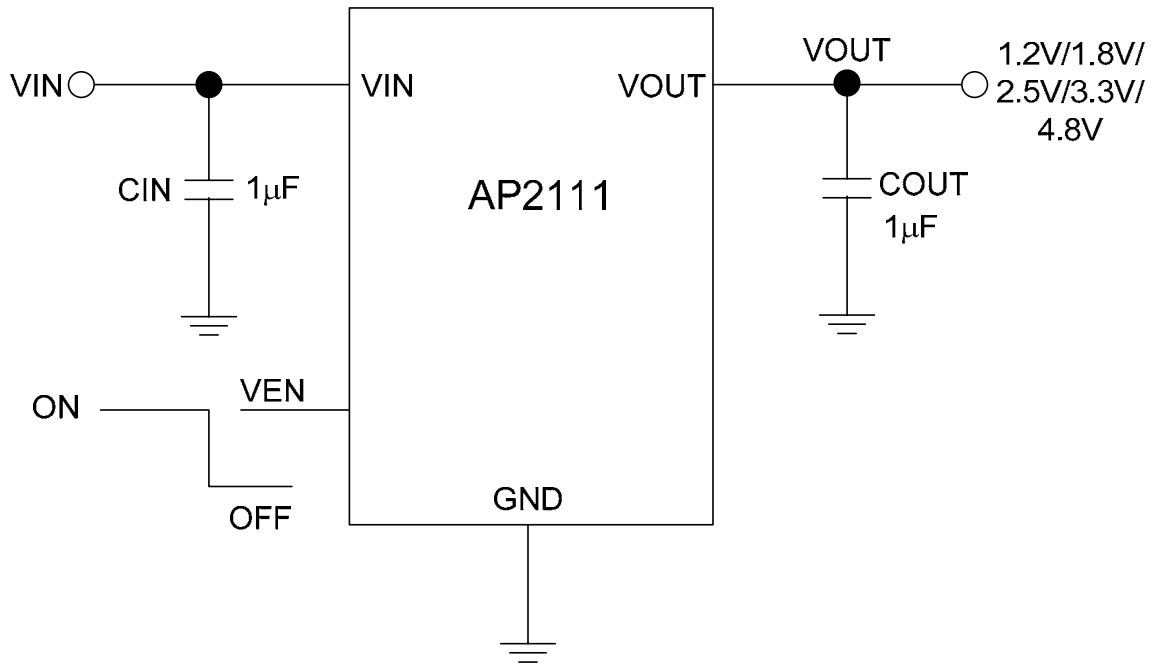 VIN
VIN
VOUT
VOUT
1.2V/1.8V/
2.5V/3.3V/
4.8V
CIN
1μF
AP2111
COUT
1μF
ON
VEN
OFF
GND